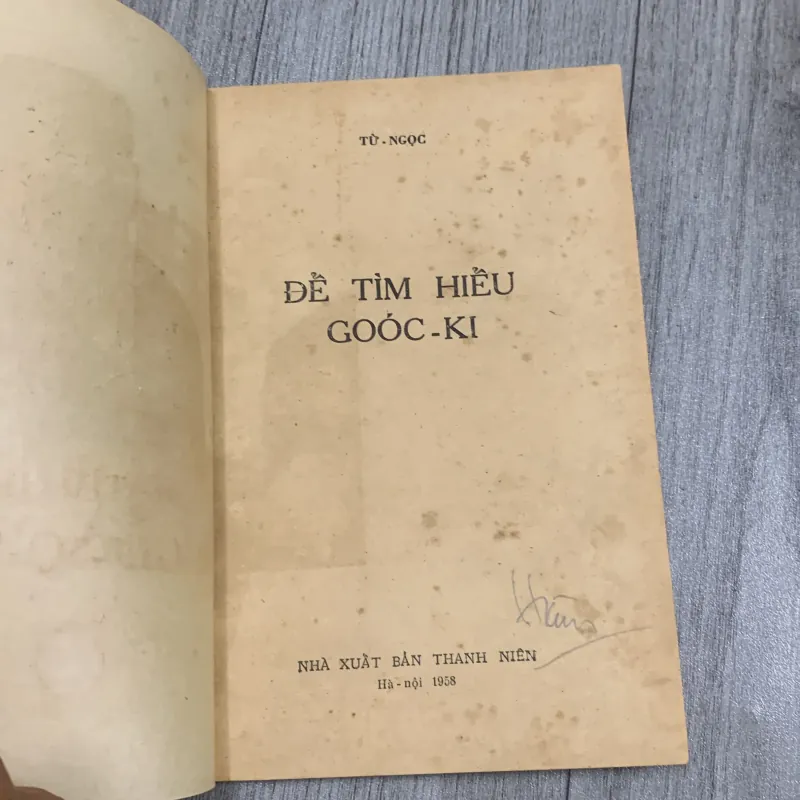 TỪ-NGỌC
ĐỂ TÌM HIỂU
GOÓC-KI
NHÀ XUẤT BẢN THANH NIÊN
Hà-nội 1958